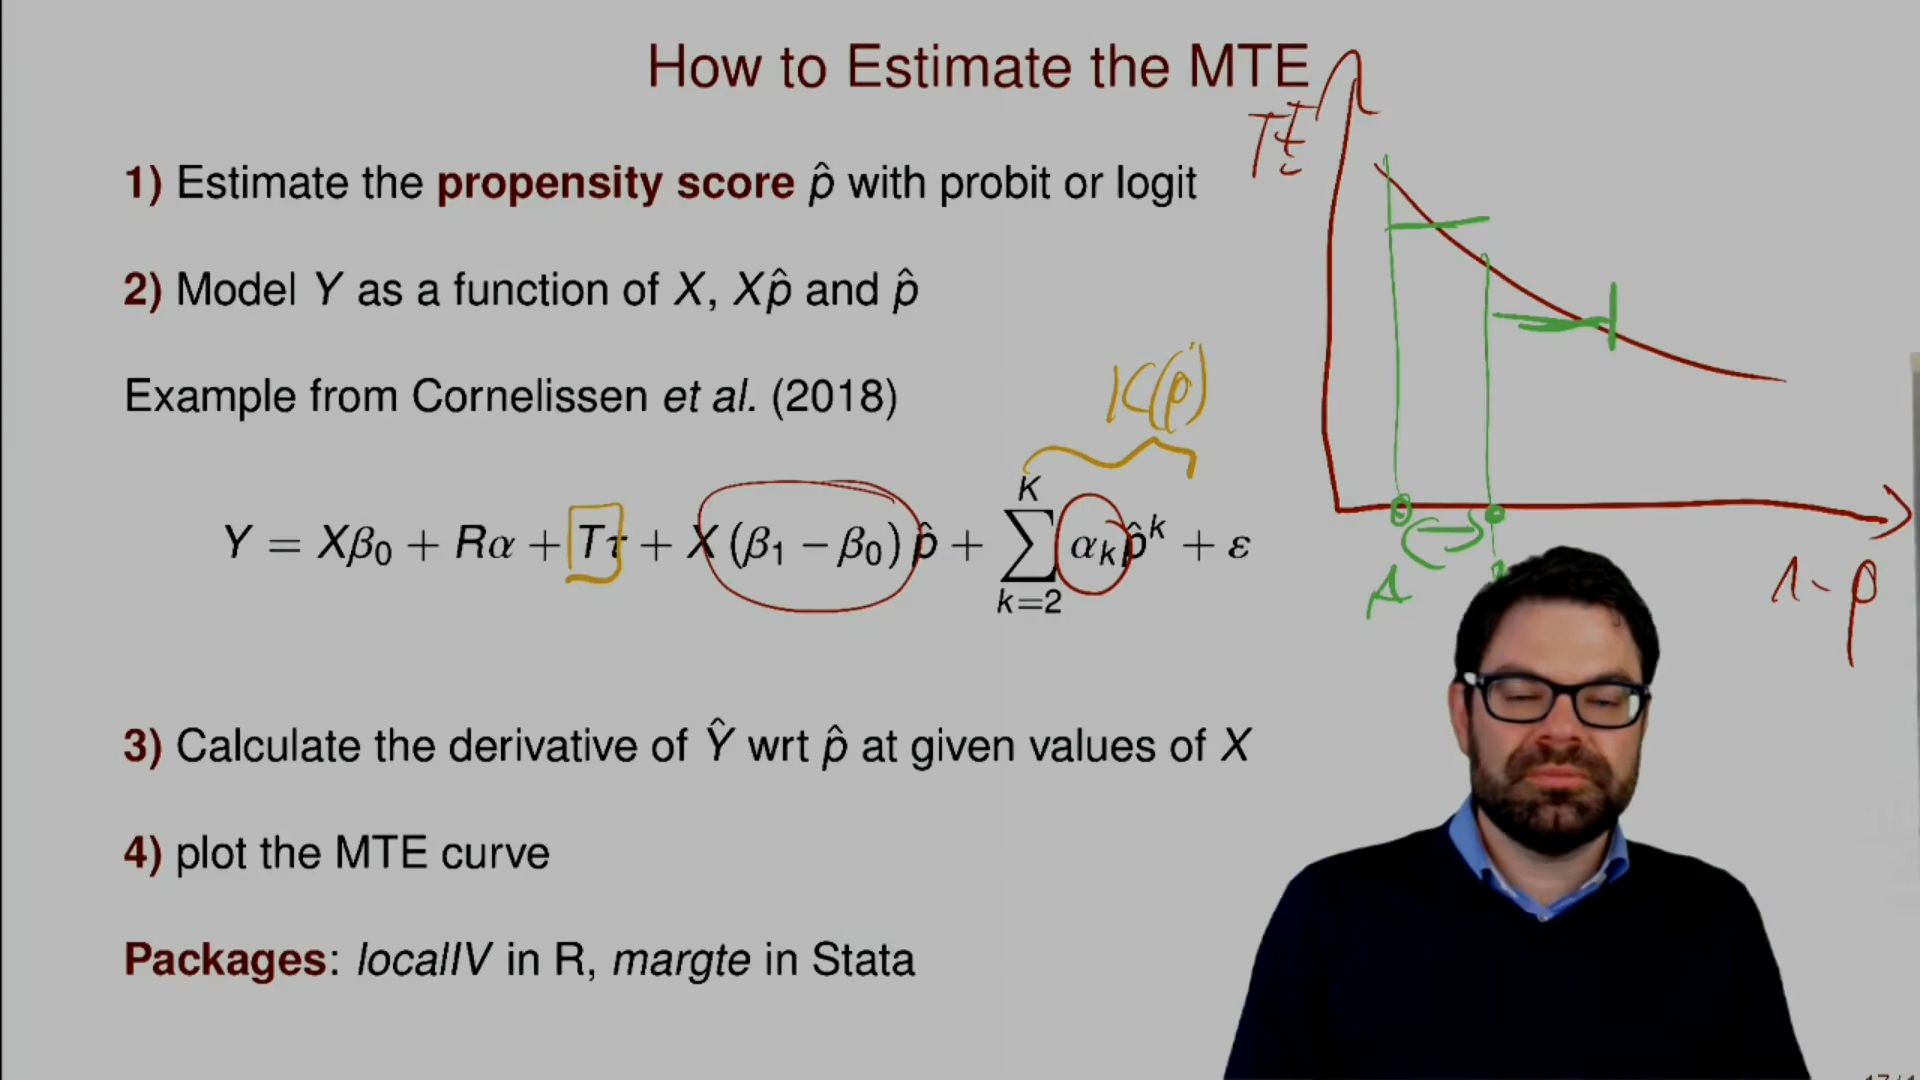 How to Estimate the MTE
TE
1) Estimate the propensity score p̂ with probit or logit
2) Model Y as a function of X, Xp̂ and p̂
Example from Cornelissen et al. (2018)
K(p)
Y = Xβ₀ + Rα + Tτ + X (β₁ − β₀) p̂ + ∑_{k=2}^{K} αₖp̂ᵏ + ε
A
1-p
3) Calculate the derivative of Ŷ wrt p̂ at given values of X
4) plot the MTE curve
Packages: localIV in R, margte in Stata